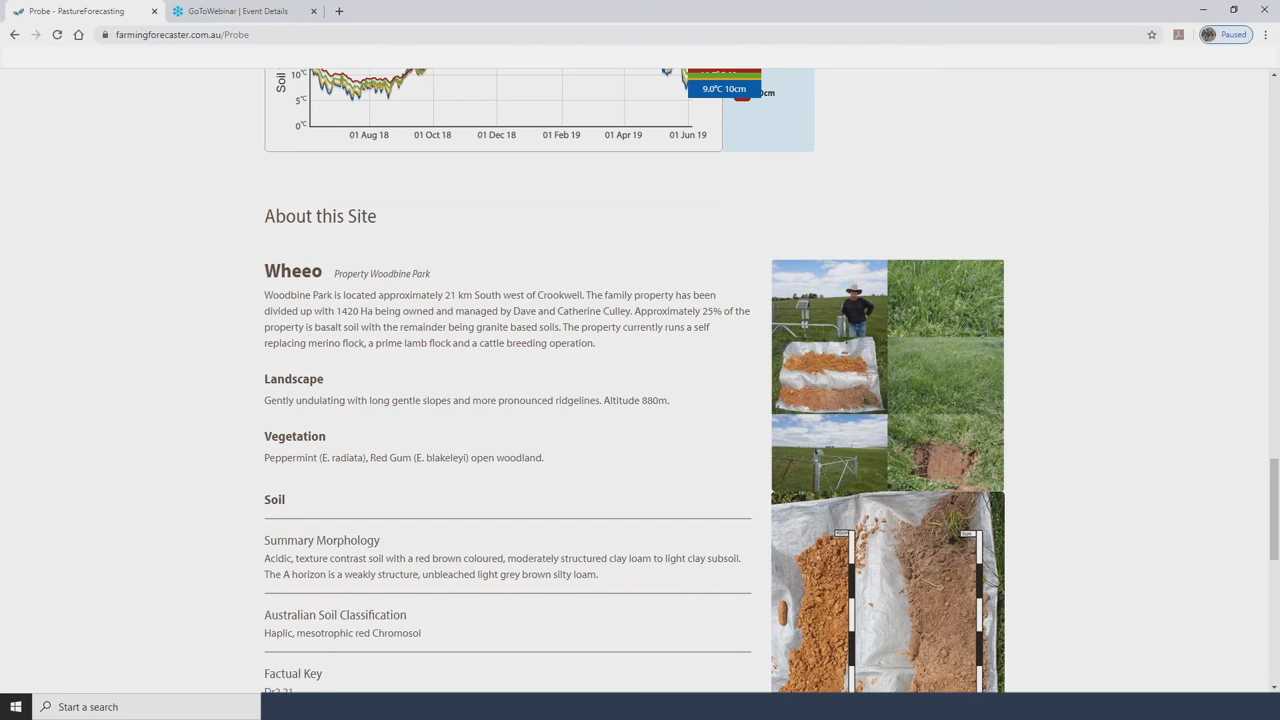 Probe - PastureForecasting
GoToWebinar | Event Details
farmingforecaster.com.au/Probe
Paused
Soil
10°C
5°C
0°C
9.0°C 10cm
0cm
01 Aug 18 01 Oct 18 01 Dec 18 01 Feb 19 01 Apr 19 01 Jun 19
About this Site
Wheeo Property Woodbine Park
Woodbine Park is located approximately 21 km South west of Crookwell. The family property has been
divided up with 1420 Ha being owned and managed by Dave and Catherine Culley. Approximately 25% of the
property is basalt soil with the remainder being granite based soils. The property currently runs a self
replacing merino flock, a prime lamb flock and a cattle breeding operation.
Landscape
Gently undulating with long gentle slopes and more pronounced ridgelines. Altitude 880m.
Vegetation
Peppermint (E. radiata), Red Gum (E. blakeleyi) open woodland.
Soil
Summary Morphology
Acidic, texture contrast soil with a red brown coloured, moderately structured clay loam to light clay subsoil.
The A horizon is a weakly structure, unbleached light grey brown silty loam.
Australian Soil Classification
Haplic, mesotrophic red Chromosol
Factual Key
Dr2.21
Start a search